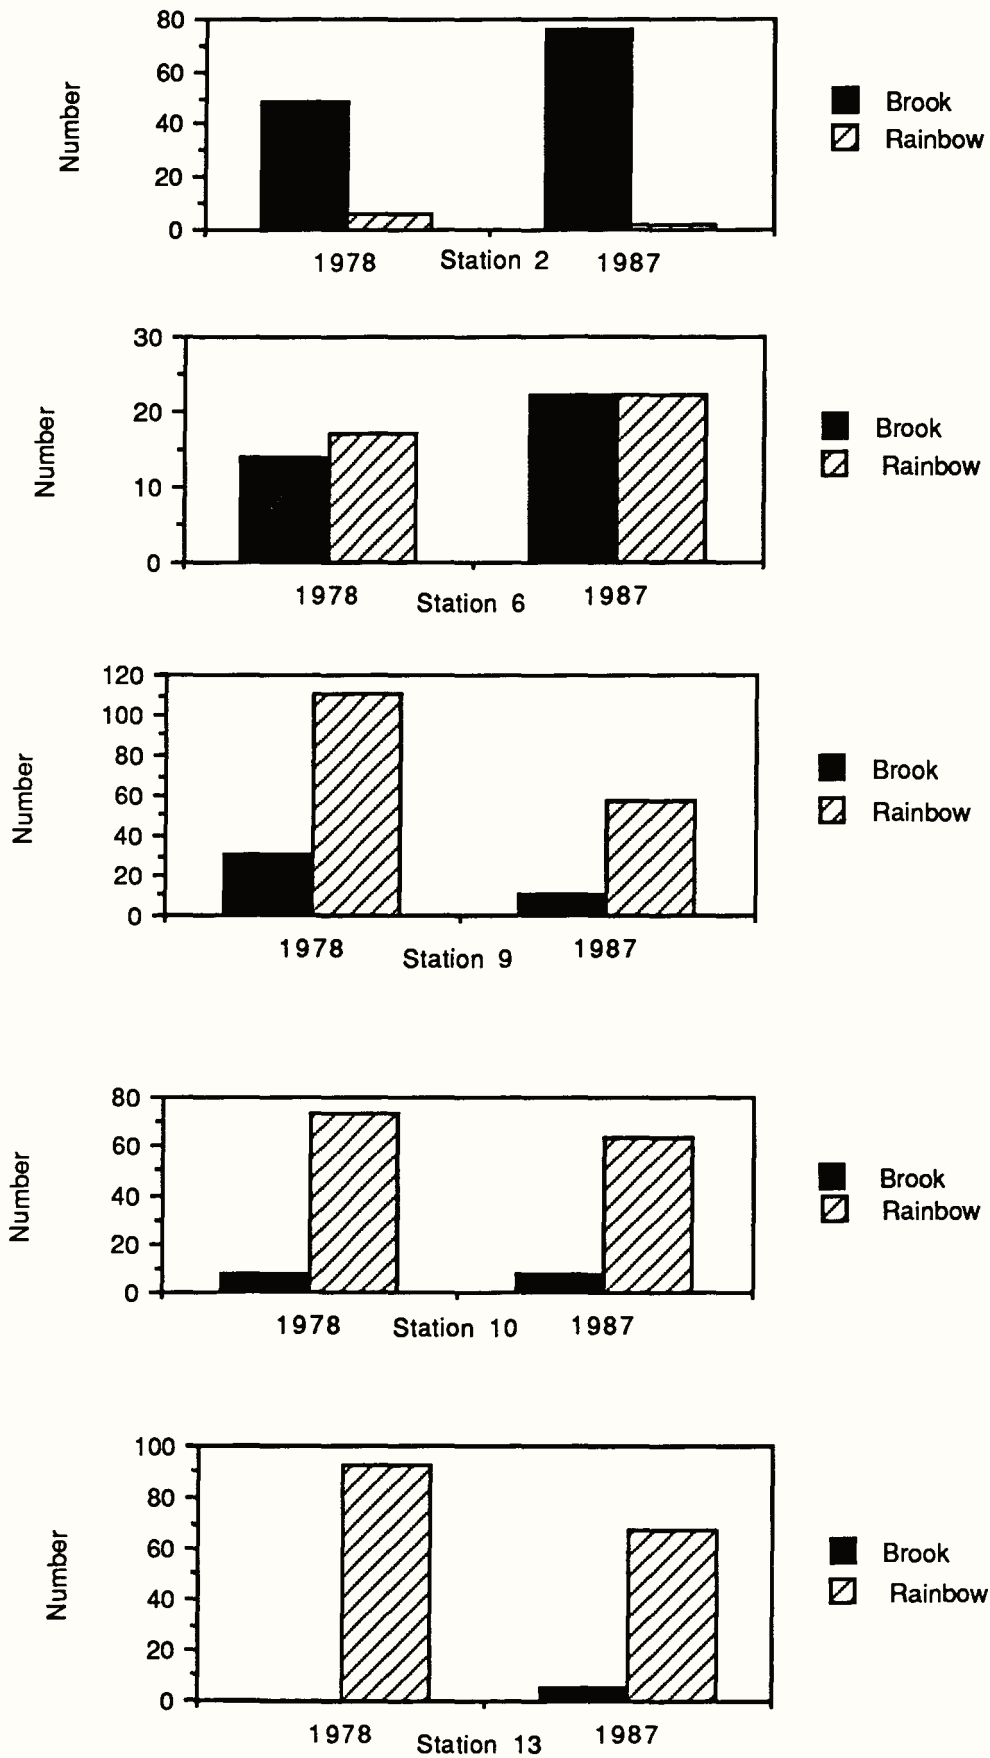 80
60
40
20
0
Number
1978 Station 2 1987
Brook
Rainbow
30
20
10
0
Number
1978 Station 6 1987
Brook
Rainbow
120
100
80
60
40
20
0
Number
1978 Station 9 1987
Brook
Rainbow
80
60
40
20
0
Number
1978 Station 10 1987
Brook
Rainbow
100
80
60
40
20
0
Number
1978 Station 13 1987
Brook
Rainbow